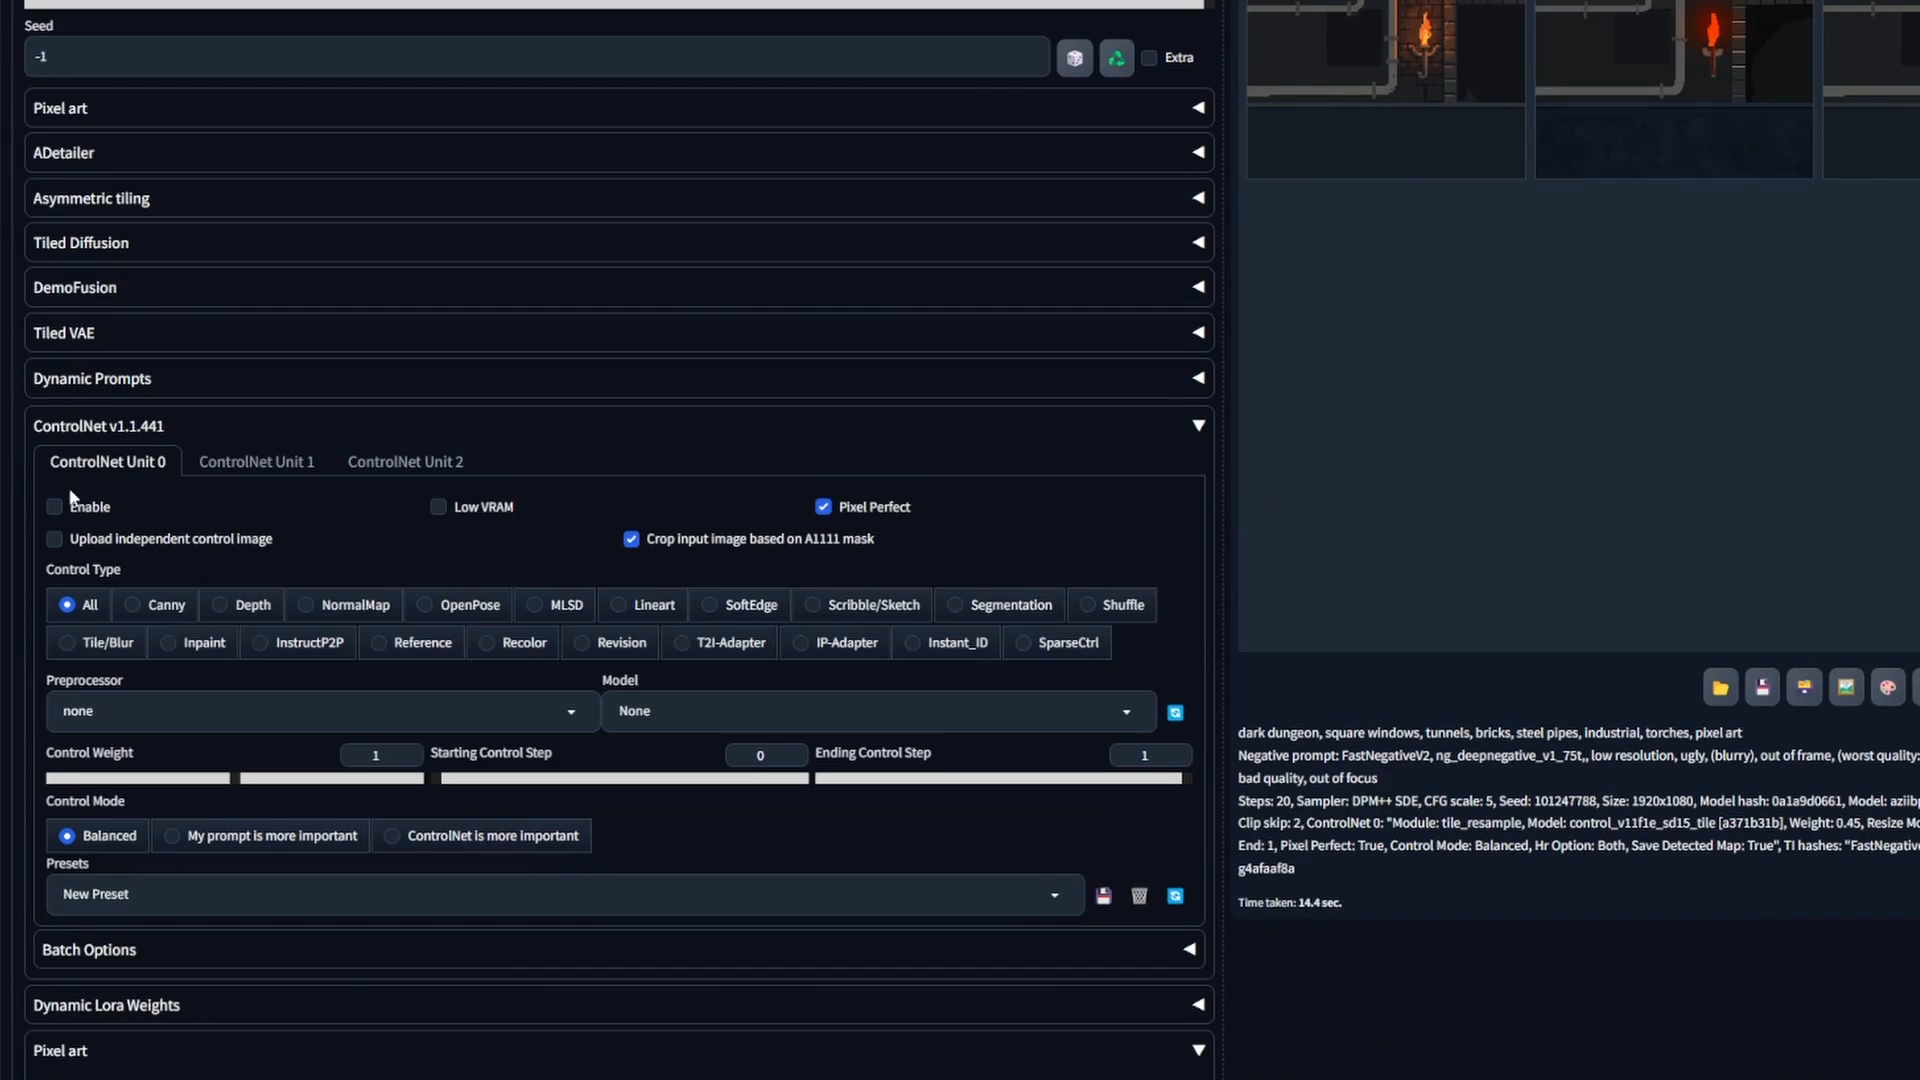 Seed
-1
Extra
Pixel art
ADetailer
Asymmetric tiling
Tiled Diffusion
DemoFusion
Tiled VAE
Dynamic Prompts
ControlNet v1.1.441
ControlNet Unit 0 ControlNet Unit 1 ControlNet Unit 2
Enable Low VRAM Pixel Perfect
Upload independent control image Crop input image based on A1111 mask
Control Type
All Canny Depth NormalMap OpenPose MLSD Lineart SoftEdge Scribble/Sketch Segmentation Shuffle
Tile/Blur Inpaint InstructP2P Reference Recolor Revision T2I-Adapter IP-Adapter Instant_ID SparseCtrl
Preprocessor Model
none None
Control Weight 1 Starting Control Step 0 Ending Control Step 1
Control Mode
Balanced My prompt is more important ControlNet is more important
Presets
New Preset
Batch Options
Dynamic Lora Weights
Pixel art
dark dungeon, square windows, tunnels, bricks, steel pipes, industrial, torches, pixel art
Negative prompt: FastNegativeV2, ng_deepnegative_v1_75t,, low resolution, ugly, (blurry), out of frame, (worst quality:
bad quality, out of focus
Steps: 20, Sampler: DPM++ SDE, CFG scale: 5, Seed: 101247788, Size: 1920x1080, Model hash: 0a1a9d0661, Model: aziibp
Clip skip: 2, ControlNet 0: "Module: tile_resample, Model: control_v11f1e_sd15_tile [a371b31b], Weight: 0.45, Resize Mo
End: 1, Pixel Perfect: True, Control Mode: Balanced, Hr Option: Both, Save Detected Map: True", TI hashes: "FastNegative
g4afaaf8a
Time taken: 14.4 sec.